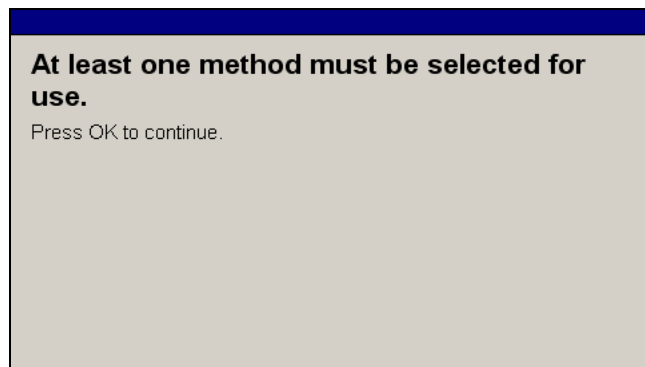 At least one method must be selected for
use.
Press OK to continue.